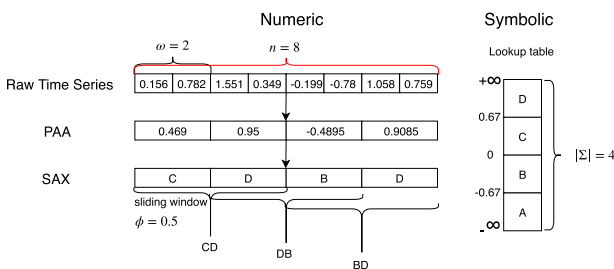 Numeric
Symbolic
ω = 2
n = 8
Lookup table
Raw Time Series 0.156 0.782 1.551 0.349 -0.199 -0.78 1.058 0.759
PAA 0.469 0.95 -0.4895 0.9085
SAX C D B D
sliding window
ϕ = 0.5
CD
DB
BD
+∞
D
0.67
C
0
B
-0.67
A
-∞
|Σ| = 4